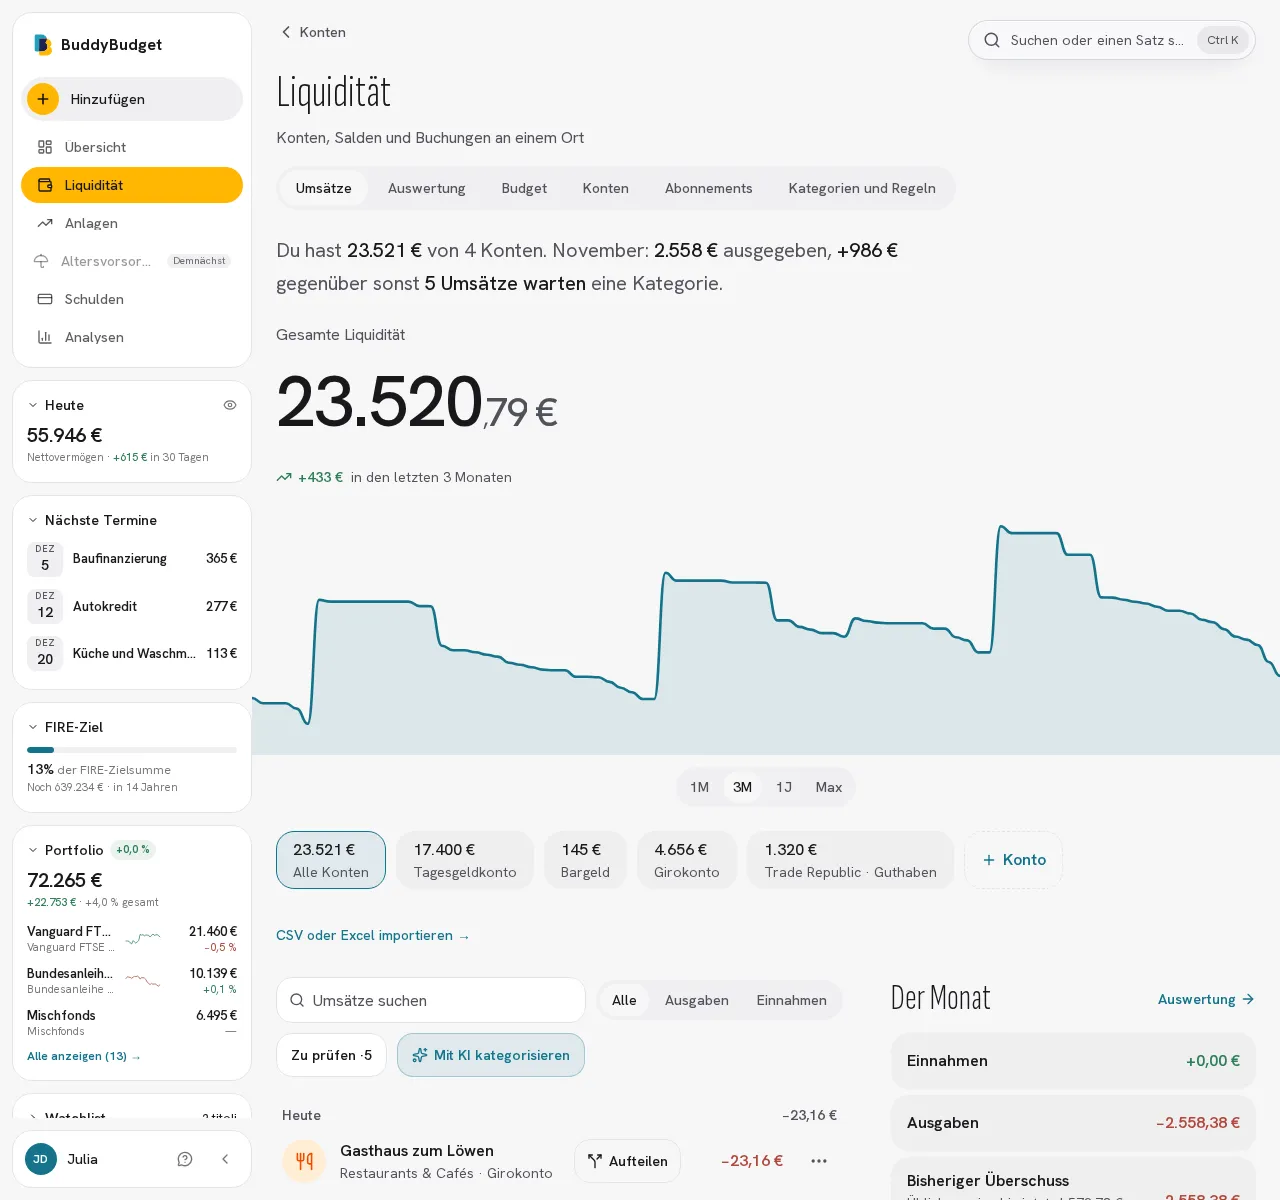 BuddyBudget
Hinzufügen
Übersicht
Liquidität
Anlagen
Altersvorsor... Demnächst
Schulden
Analysen
Heute
55.946 €
Nettovermögen · +615 € in 30 Tagen
Nächste Termine
DEZ 5 Baufinanzierung 365 €
DEZ 12 Autokredit 277 €
DEZ 20 Küche und Waschm... 113 €
FIRE-Ziel
13% der FIRE-Zielsumme
Noch 639.234 € · in 14 Jahren
Portfolio +0,0 %
72.265 €
+22.753 € · +4,0 % gesamt
Vanguard FT... 21.460 €
Vanguard FTSE ... −0,5 %
Bundesanleih... 10.139 €
Bundesanleihe ... +0,1 %
Mischfonds 6.495 €
Mischfonds —
Alle anzeigen (13) →
Watchlist 2 titoli
JD Julia
Konten
Suchen oder einen Satz s... Ctrl K
Liquidität
Konten, Salden und Buchungen an einem Ort
Umsätze Auswertung Budget Konten Abonnements Kategorien und Regeln
Du hast 23.521 € von 4 Konten. November: 2.558 € ausgegeben, +986 €
gegenüber sonst 5 Umsätze warten eine Kategorie.
Gesamte Liquidität
23.520,79 €
+433 € in den letzten 3 Monaten
1M 3M 1J Max
23.521 € 17.400 € 145 € 4.656 € 1.320 €
Alle Konten Tagesgeldkonto Bargeld Girokonto Trade Republic · Guthaben
+ Konto
CSV oder Excel importieren →
Umsätze suchen
Alle Ausgaben Einnahmen
Zu prüfen ·5 Mit KI kategorisieren
Heute −23,16 €
Gasthaus zum Löwen
Restaurants & Cafés · Girokonto
Aufteilen −23,16 €
Der Monat Auswertung →
Einnahmen +0,00 €
Ausgaben −2.558,38 €
Bisheriger Überschuss
−2.558,38 €